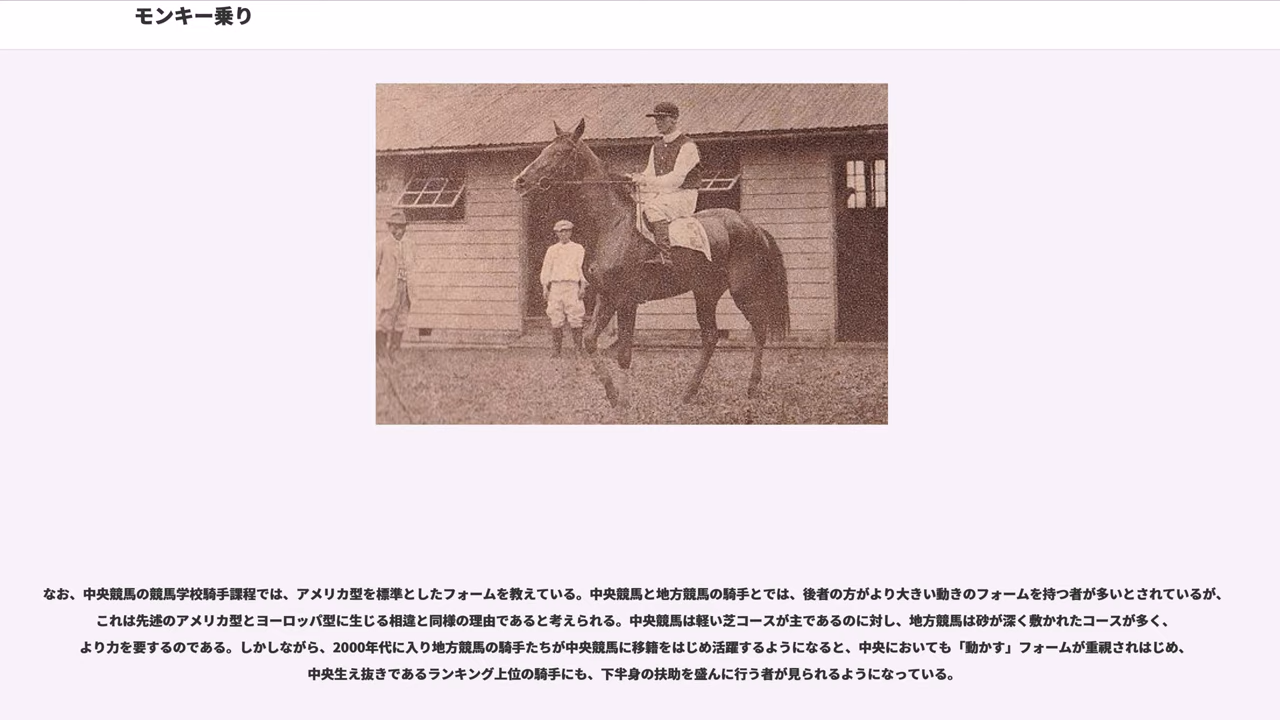 モンキー乗り
なお、中央競馬の競馬学校騎手課程では、アメリカ型を標準としたフォームを教えている。中央競馬と地方競馬の騎手とでは、後者の方がより大きい動きのフォームを持つ者が多いとされているが、
これは先述のアメリカ型とヨーロッパ型に生じる相違と同様の理由であると考えられる。中央競馬は軽い芝コースが主であるのに対し、地方競馬は砂が深く敷かれたコースが多く、
より力を要するのである。しかしながら、2000年代に入り地方競馬の騎手たちが中央競馬に移籍をはじめ活躍するようになると、中央においても「動かす」フォームが重視されはじめ、
中央生え抜きであるランキング上位の騎手にも、下半身の扶助を盛んに行う者が見られるようになっている。